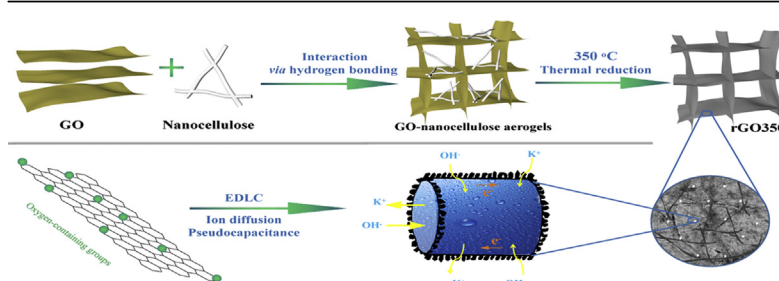 Interaction
via hydrogen bonding
350 °C
Thermal reduction
GO
Nanocellulose
GO-nanocellulose aerogels
rGO350
Oxygen-containing groups
EDLC
Ion diffusion
Pseudocapacitance
OH-
K+
K+
OH-
e-
e-